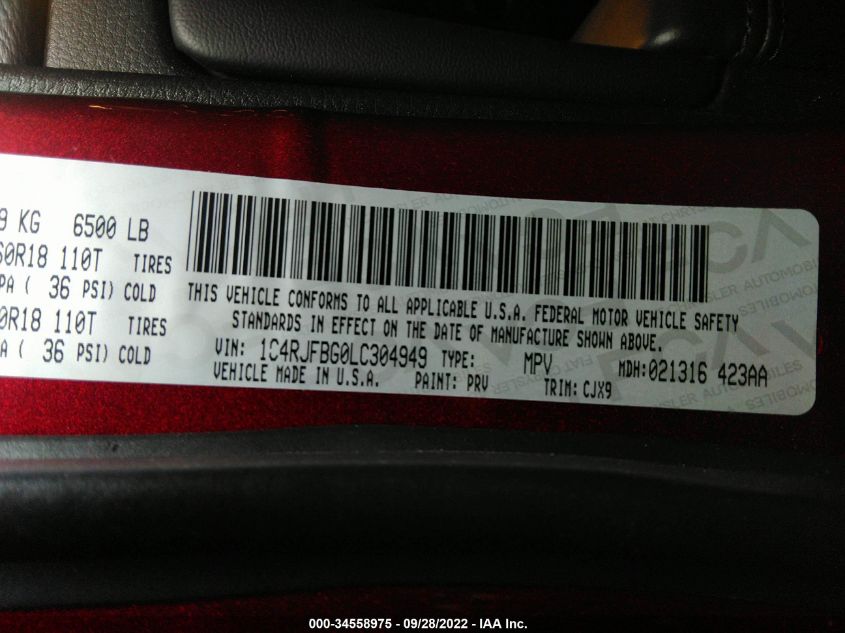 9 KG 6500 LB
60R18 110T TIRES
PA ( 36 PSI) COLD
0R18 110T TIRES
A ( 36 PSI) COLD
THIS VEHICLE CONFORMS TO ALL APPLICABLE U.S.A. FEDERAL MOTOR VEHICLE SAFETY
STANDARDS IN EFFECT ON THE DATE OF MANUFACTURE SHOWN ABOVE.
VIN: 1C4RJFBG0LC304949 TYPE: MPV MDH:021316 423AA
VEHICLE MADE IN U.S.A. PAINT: PRV TRIM: CJX9
000-34558975 - 09/28/2022 - IAA Inc.